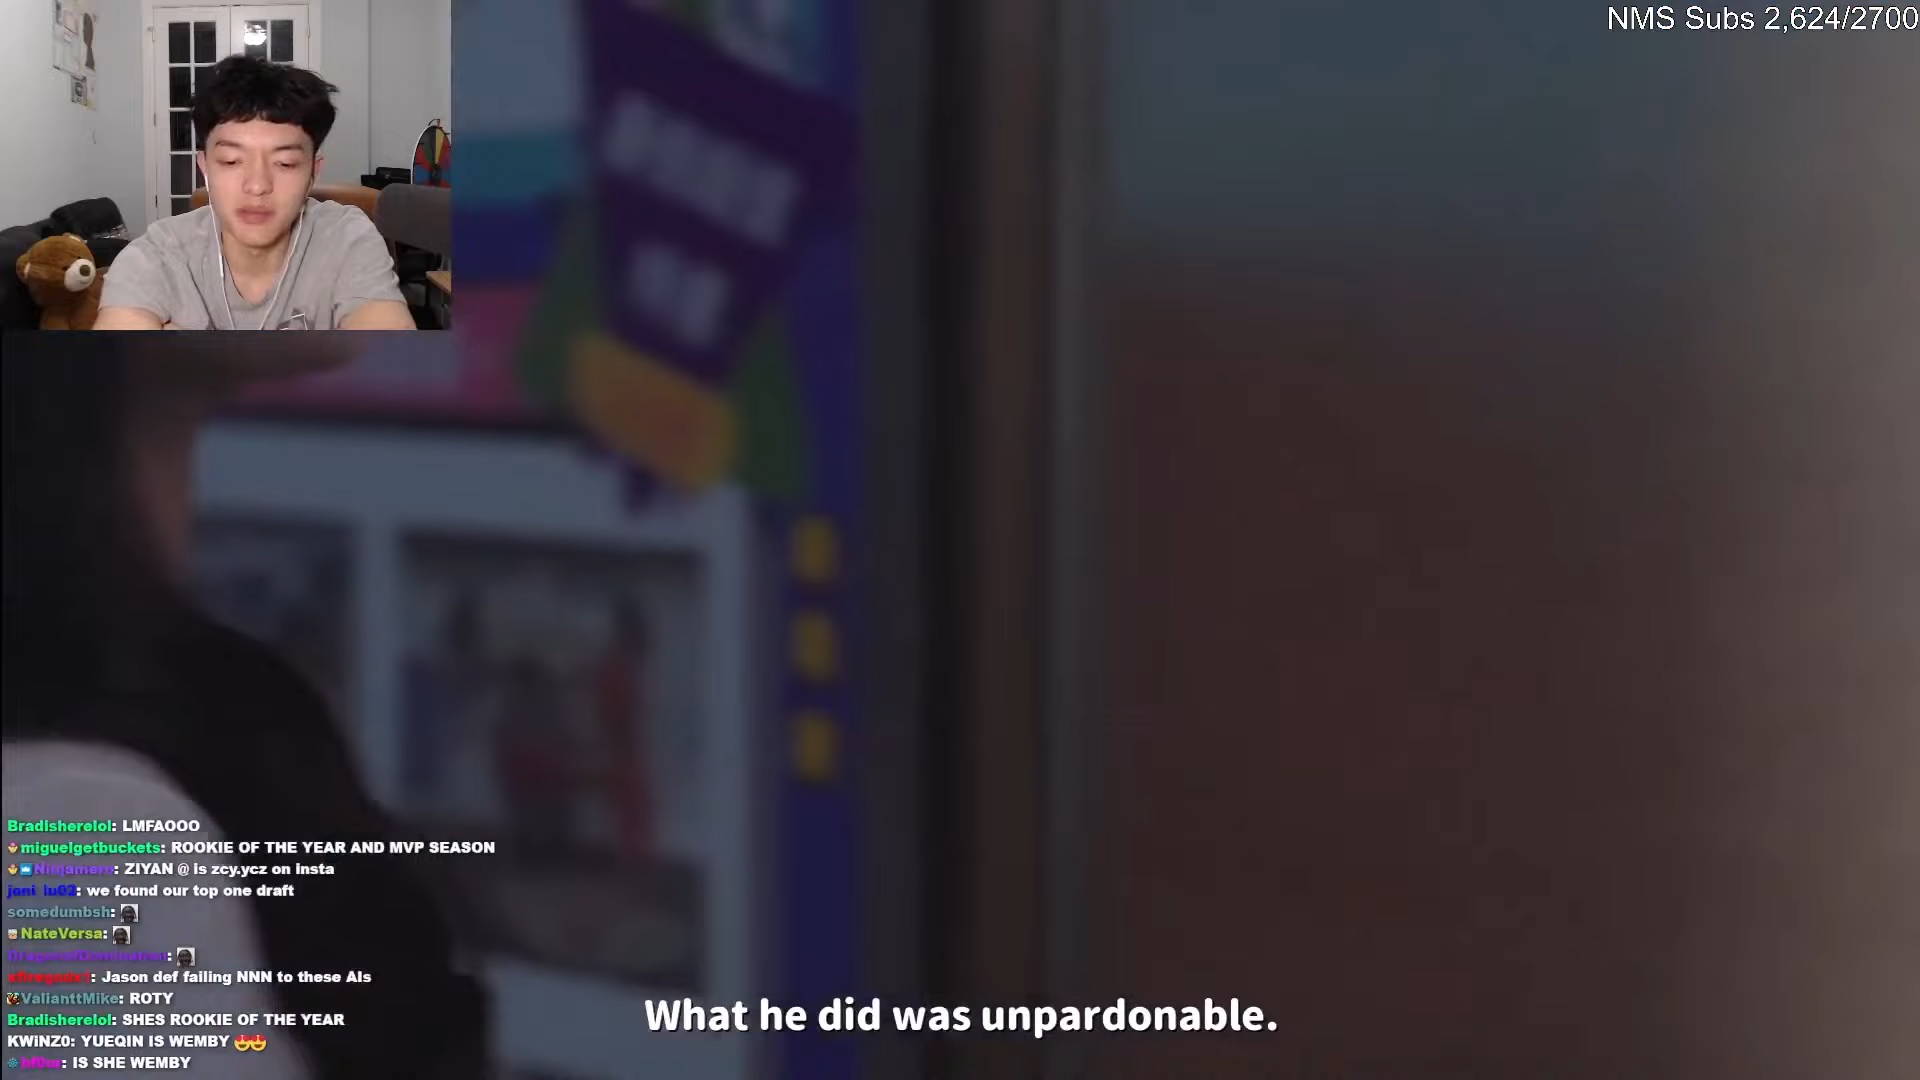 NMS Subs 2,624/2700
Bradisherelol: LMFAOOO
miguelgetbuckets: ROOKIE OF THE YEAR AND MVP SEASON
Ninjamero: ZIYAN @ is zcy.ycz on insta
joni_lu02: we found our top one draft
somedumbsh:
NateVersa:
: Jason def failing NNN to these AIs
ValianttMike: ROTY
Bradisherelol: SHES ROOKIE OF THE YEAR
KWiNZ0: YUEQIN IS WEMBY 😍😍
: IS SHE WEMBY
What he did was unpardonable.